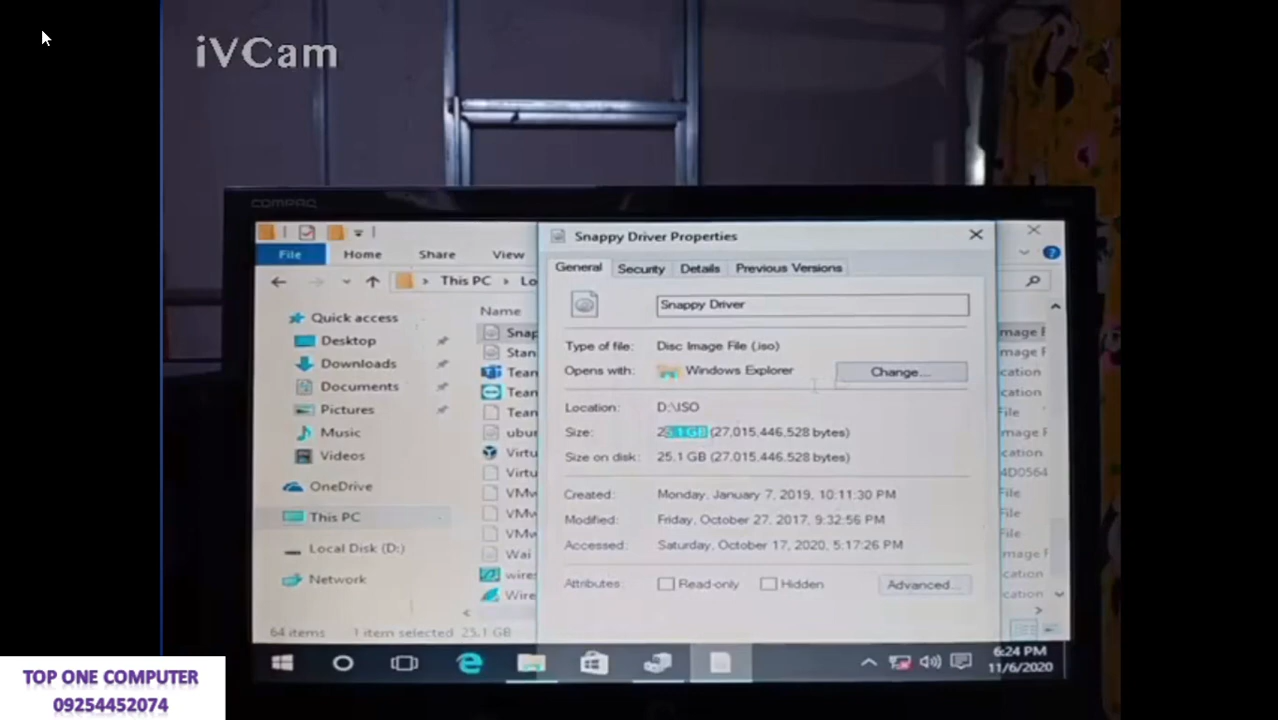 iVCam
COMPAQ
Snappy Driver Properties
File Home Share View
General Security Details Previous Versions
This PC
Name
Snappy Driver
Quick access
Desktop
Downloads
Documents
Pictures
Music
Videos
OneDrive
This PC
Local Disk (D:)
Network
Type of file: Disc Image File (.iso)
Opens with: Windows Explorer Change...
Location: D:\ISO
Size: 25.1 GB (27,015,446,528 bytes)
Size on disk: 25.1 GB (27,015,446,528 bytes)
Created: Monday, January 7, 2019, 10:11:30 PM
Modified: Friday, October 27, 2017, 9:32:56 PM
Accessed: Saturday, October 17, 2020, 5:17:26 PM
Attributes: Read-only Hidden Advanced...
64 items 1 item selected 25.1 GB
6:24 PM
11/6/2020
TOP ONE COMPUTER
09254452074